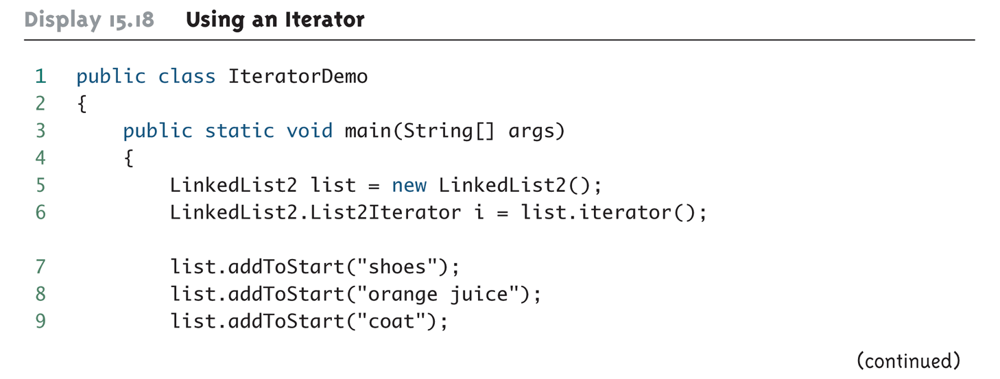 Display 15.18 Using an Iterator
1 public class IteratorDemo
2 {
3 public static void main(String[] args)
4 {
5 LinkedList2 list = new LinkedList2();
6 LinkedList2.List2Iterator i = list.iterator();
7 list.addToStart("shoes");
8 list.addToStart("orange juice");
9 list.addToStart("coat");
(continued)